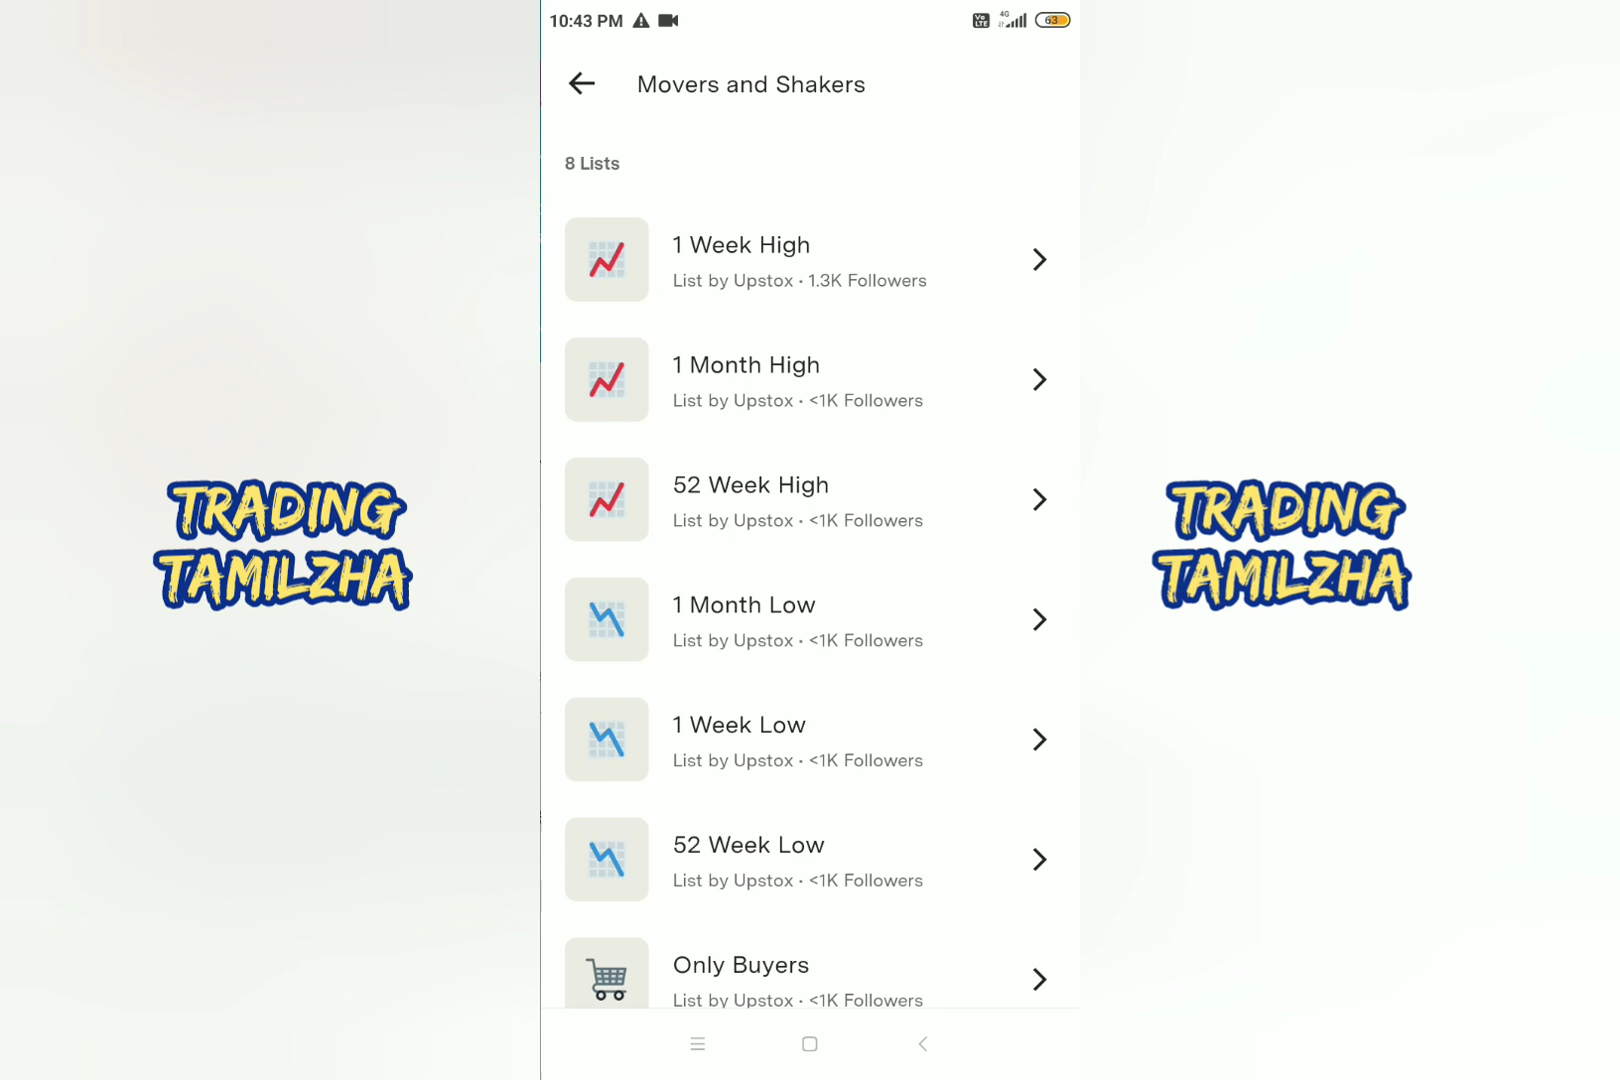 10:43 PM
Vo LTE
4G
63
Movers and Shakers
8 Lists
1 Week High
List by Upstox • 1.3K Followers
1 Month High
List by Upstox • <1K Followers
52 Week High
List by Upstox • <1K Followers
1 Month Low
List by Upstox • <1K Followers
1 Week Low
List by Upstox • <1K Followers
52 Week Low
List by Upstox • <1K Followers
Only Buyers
List by Upstox • <1K Followers
TRADING
TAMILZHA
TRADING
TAMILZHA